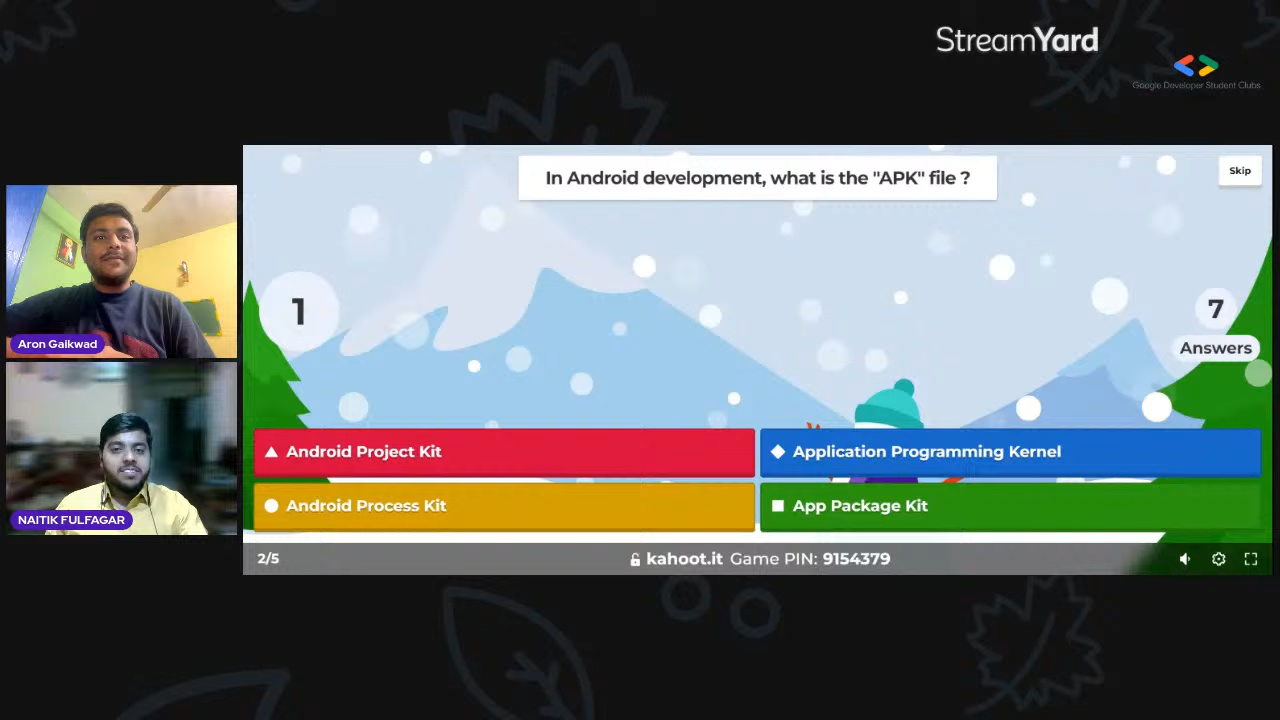 StreamYard
Google Developer Student Clubs
In Android development, what is the "APK" file ?
Skip
1
7
Answers
Aron Gaikwad
NAITIK FULFAGAR
Android Project Kit
Application Programming Kernel
Android Process Kit
App Package Kit
2/5
kahoot.it Game PIN: 9154379